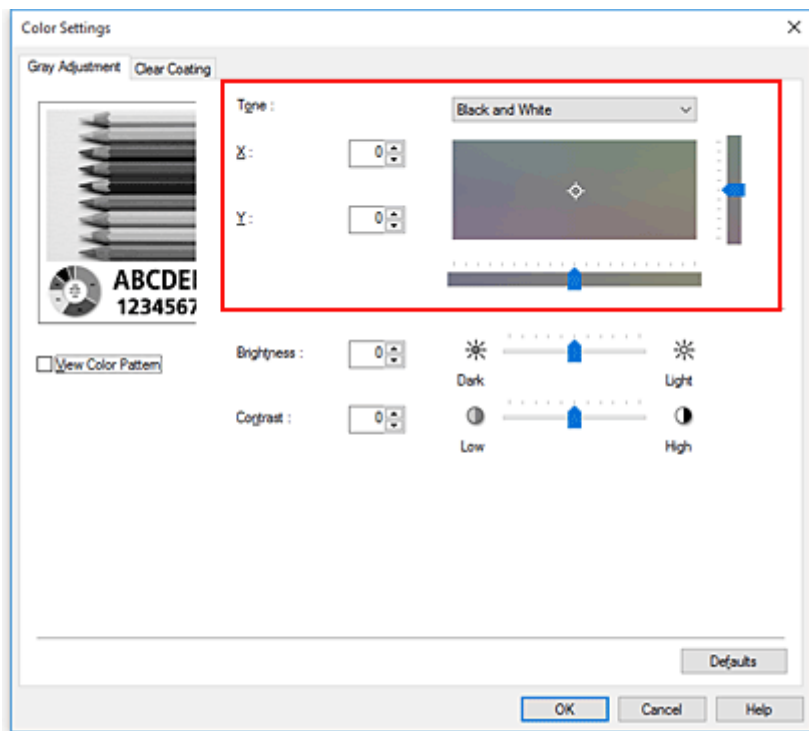 Color Settings
Gray Adjustment Clear Coating
Tone : Black and White
X : 0
Y : 0
ABCDEI
1234567
View Color Pattern
Brightness : 0
Dark Light
Contrast : 0
Low High
Defaults
OK Cancel Help